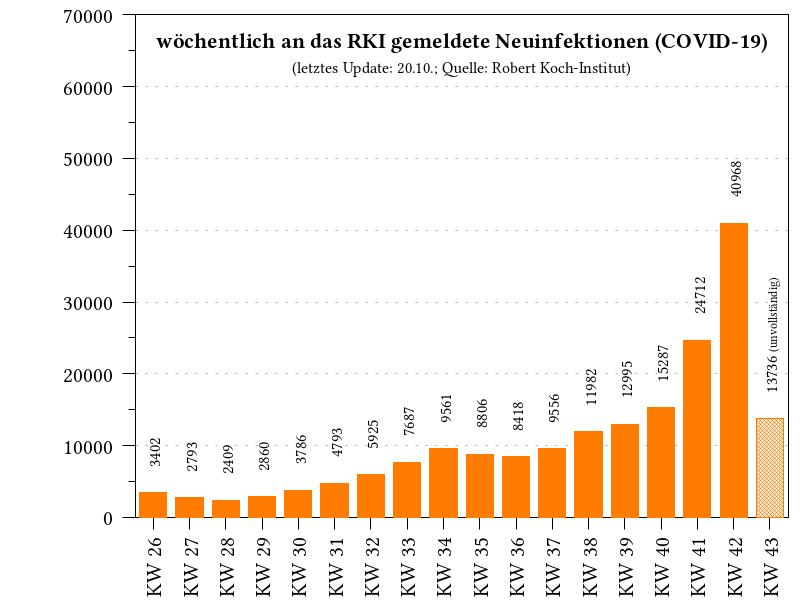 wöchentlich an das RKI gemeldete Neuinfektionen (COVID-19)
(letztes Update: 20.10.; Quelle: Robert Koch-Institut)
70000
60000
50000
40000
30000
20000
10000
0
3402
2793
2409
2860
3786
4793
5925
7687
9561
8806
8418
9556
11982
12995
15287
24712
40968
13736 (unvollständig)
KW 26
KW 27
KW 28
KW 29
KW 30
KW 31
KW 32
KW 33
KW 34
KW 35
KW 36
KW 37
KW 38
KW 39
KW 40
KW 41
KW 42
KW 43